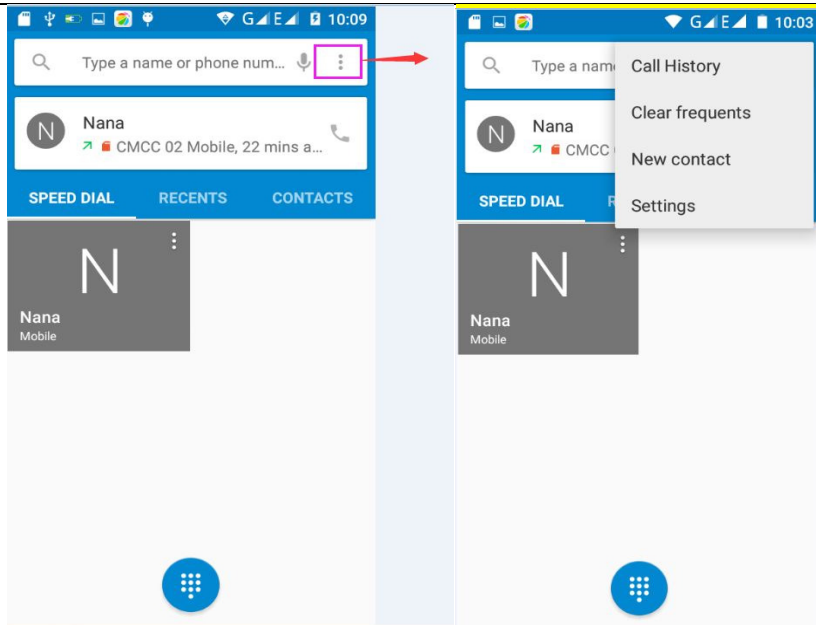 G E 10:09
Type a name or phone num...
N
Nana
CMCC 02 Mobile, 22 mins a...
SPEED DIAL RECENTS CONTACTS
N
Nana
Mobile
G E 10:03
Type a nam
Call History
Clear frequents
New contact
Settings
N
Nana
CMCC
SPEED DIAL R
N
Nana
Mobile